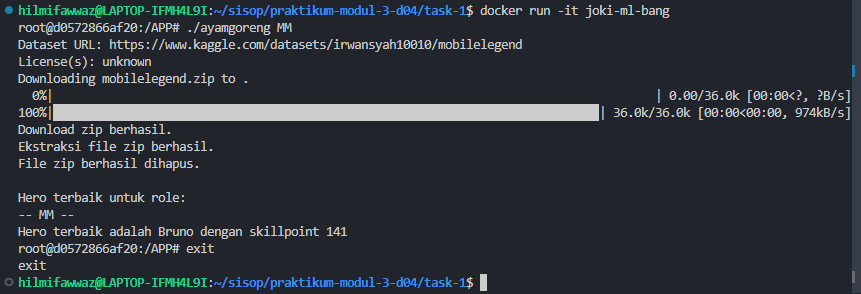 hilmifawwaz@LAPTOP-IFMH4L9I:~/sisop/praktikum-modul-3-d04/task-1$ docker run -it joki-ml-bang
root@d0572866af20:/APP# ./ayamgoreng MM
Dataset URL: https://www.kaggle.com/datasets/irwansyah10010/mobilelegend
License(s): unknown
Downloading mobilelegend.zip to .
0%| | 0.00/36.0k [00:00<?, ?B/s]
100%| | 36.0k/36.0k [00:00<00:00, 974kB/s]
Download zip berhasil.
Ekstraksi file zip berhasil.
File zip berhasil dihapus.
Hero terbaik untuk role:
-- MM --
Hero terbaik adalah Bruno dengan skillpoint 141
root@d0572866af20:/APP# exit
exit
hilmifawwaz@LAPTOP-IFMH4L9I:~/sisop/praktikum-modul-3-d04/task-1$